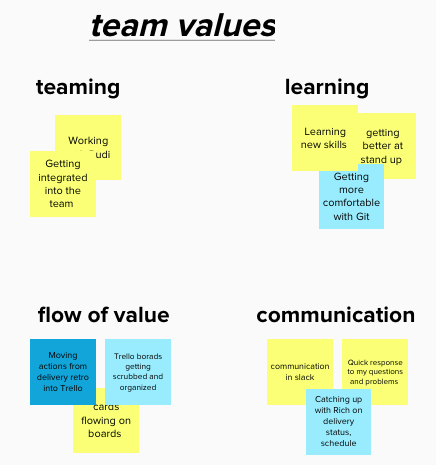 team values
teaming
learning
Working
udi
Getting
integrated
into the
team
Learning
new skills
getting
better at
stand up
Getting
more
comfortable
with Git
flow of value
communication
Moving
actions from
delivery retro
into Trello
Trello borads
getting
scrubbed and
organized
cards
flowing on
boards
communication
in slack
Quick response
to my questions
and problems
Catching up
with Rich on
delivery
status,
schedule